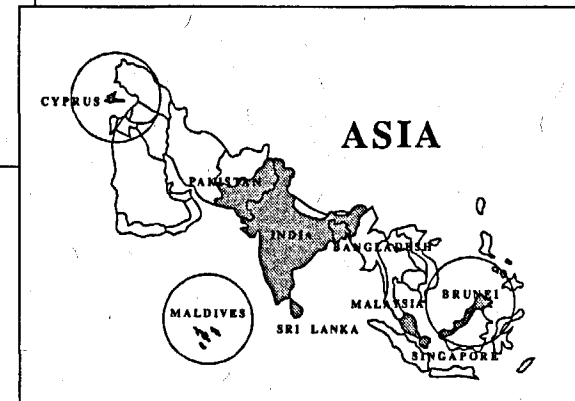 CYPRUS
ASIA
PAKISTAN
INDIA
BANGLADESH
MALDIVES
MALAYSIA
BRUNEI
SRI LANKA
SINGAPORE